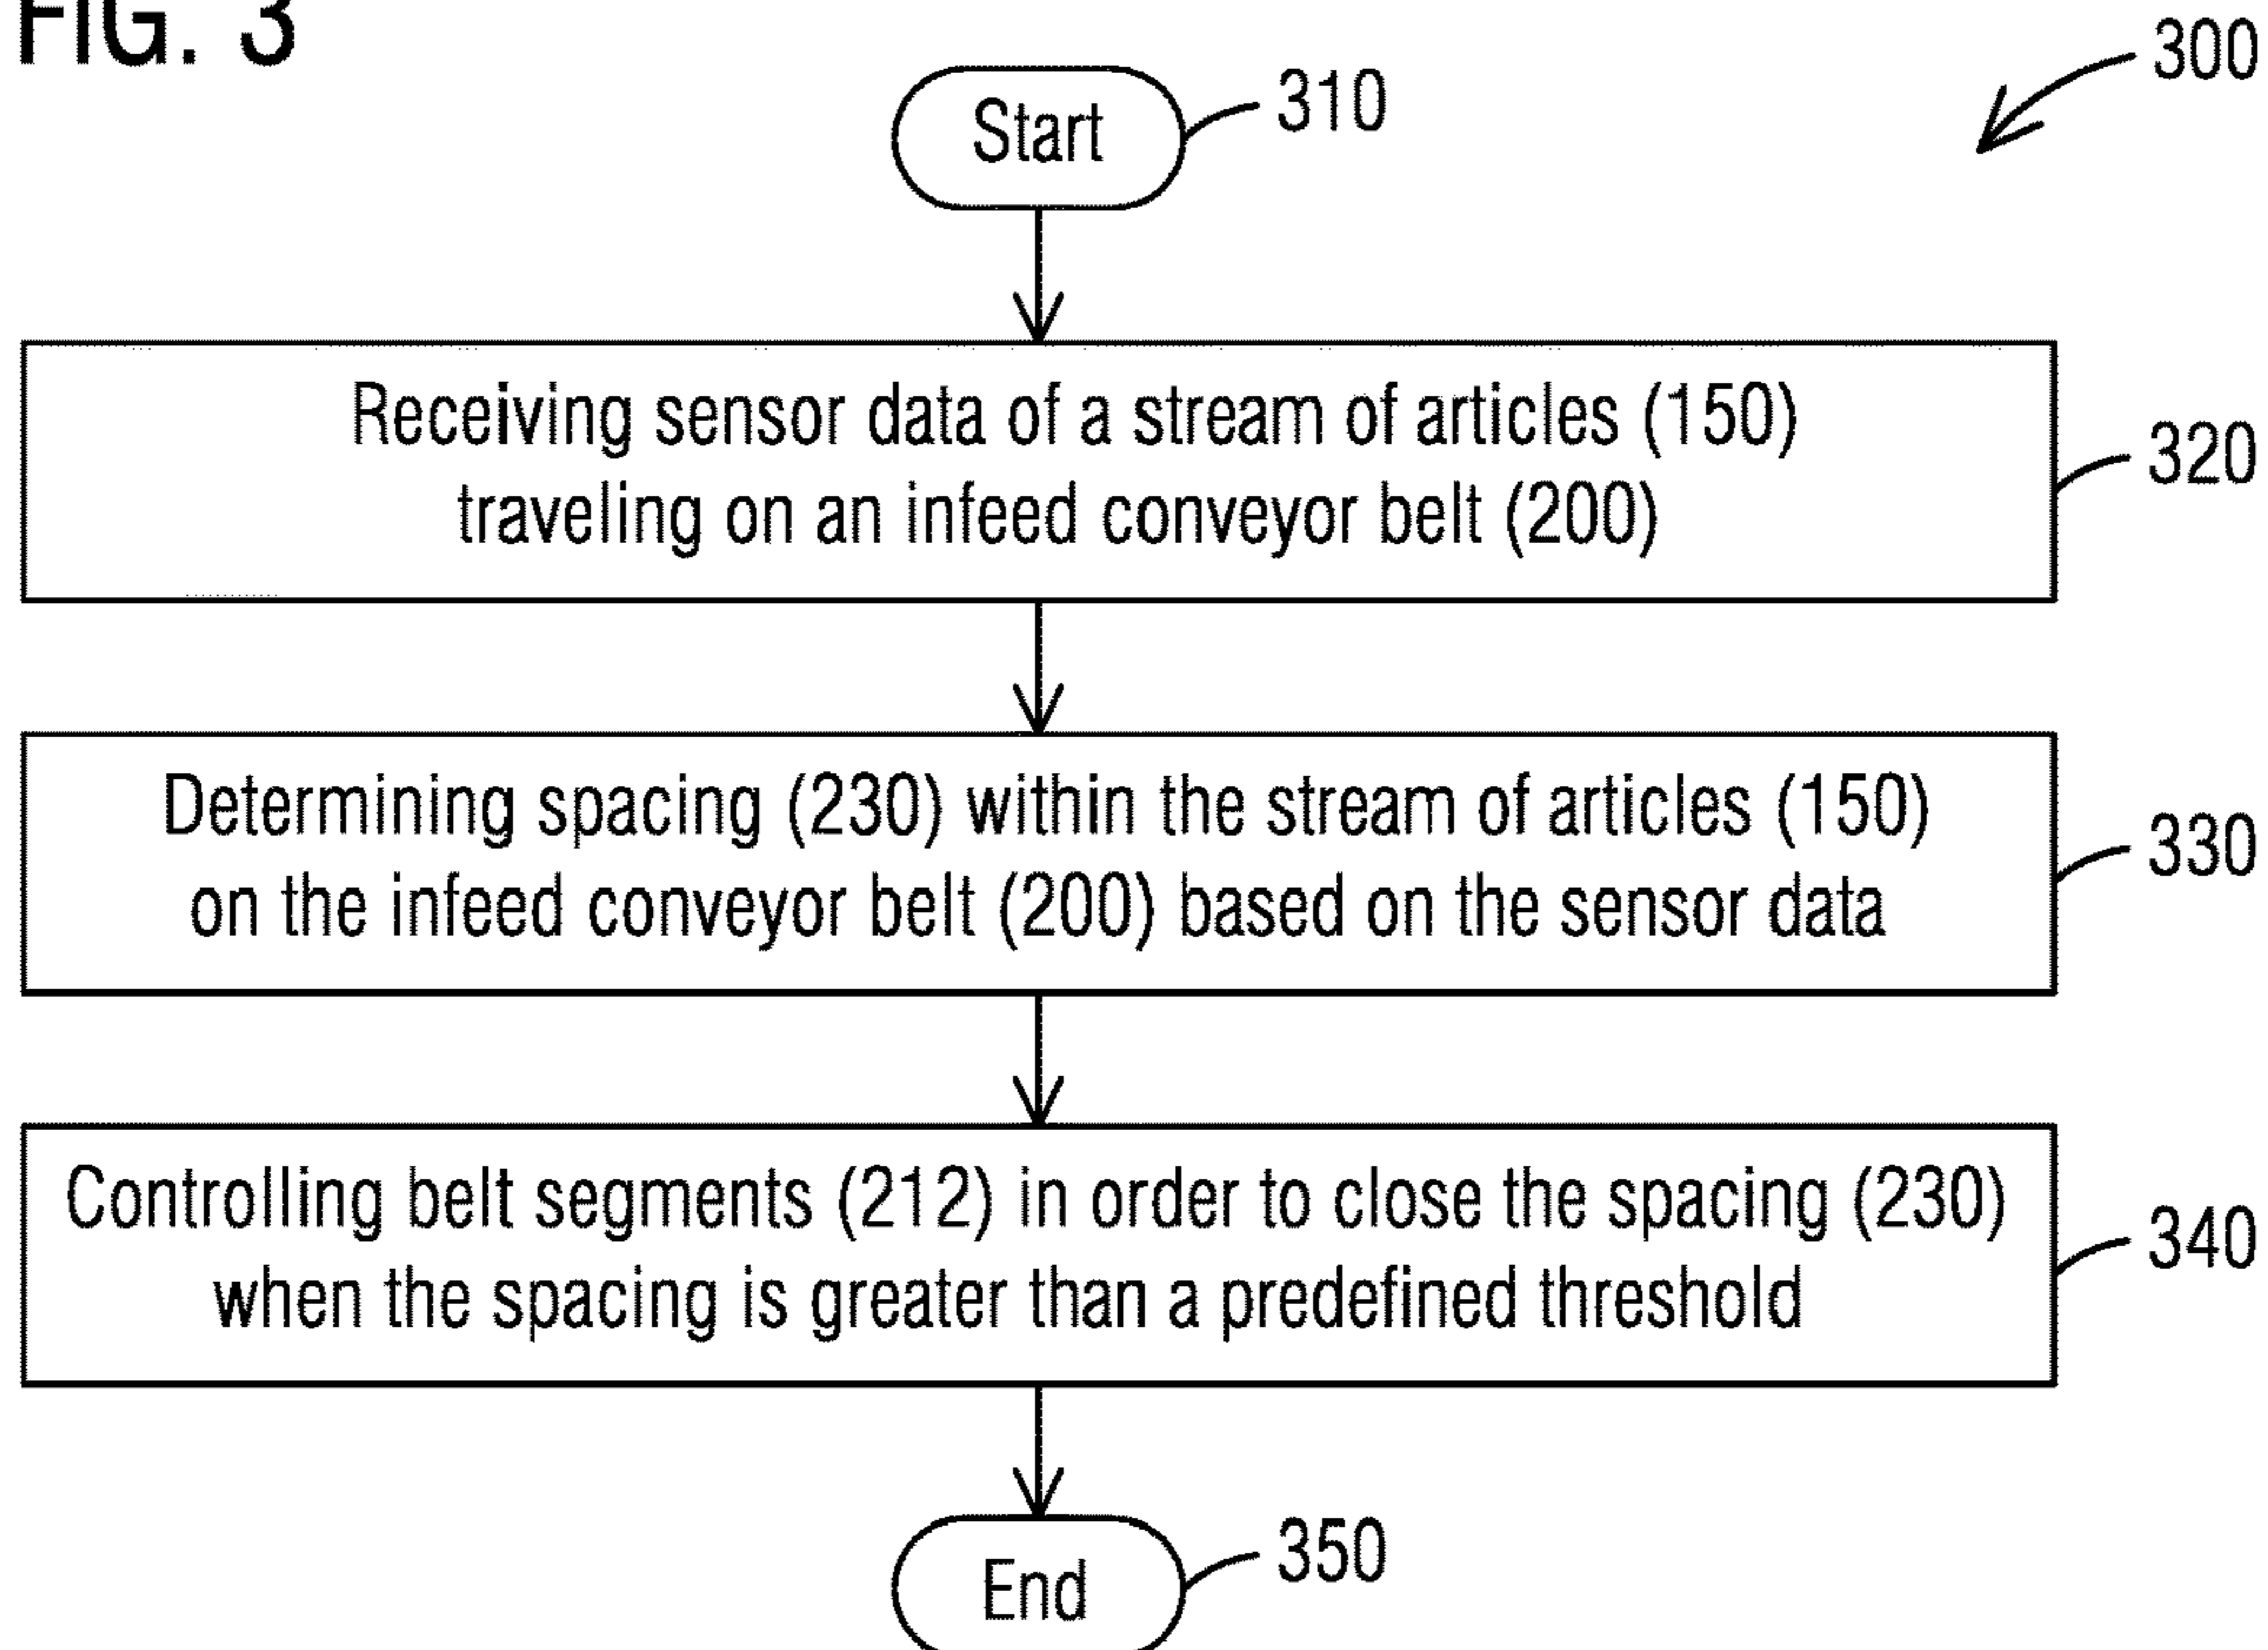 FIG. 3
300
Start
310
Receiving sensor data of a stream of articles (150)
traveling on an infeed conveyor belt (200)
320
Determining spacing (230) within the stream of articles (150)
on the infeed conveyor belt (200) based on the sensor data
330
Controlling belt segments (212) in order to close the spacing (230)
when the spacing is greater than a predefined threshold
340
End
350